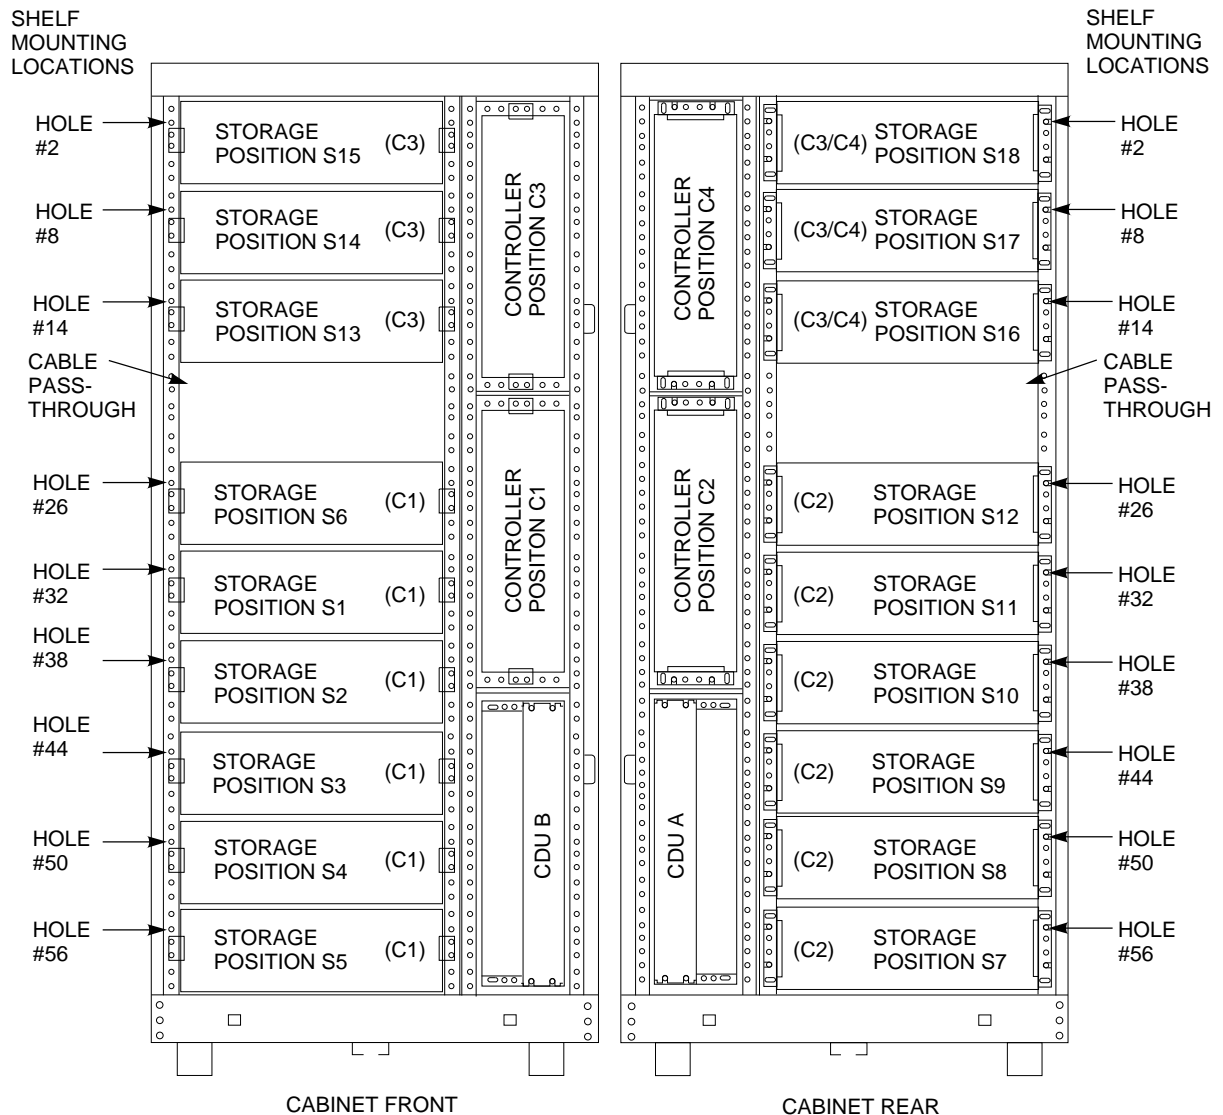 SHELF
MOUNTING
LOCATIONS
HOLE
#2
HOLE
#8
HOLE
#14
CABLE
PASS-
THROUGH
HOLE
#26
HOLE
#32
HOLE
#38
HOLE
#44
HOLE
#50
HOLE
#56
STORAGE
POSITION S15 (C3)
STORAGE
POSITION S14 (C3)
STORAGE
POSITION S13 (C3)
STORAGE
POSITION S6 (C1)
STORAGE
POSITION S1 (C1)
STORAGE
POSITION S2 (C1)
STORAGE
POSITION S3 (C1)
STORAGE
POSITION S4 (C1)
STORAGE
POSITION S5 (C1)
CONTROLLER
POSITION C3
CONTROLLER
POSITON C1
CDU B
CABINET FRONT
CONTROLLER
POSITION C4
CONTROLLER
POSITION C2
CDU A
(C3/C4) STORAGE
POSITION S18
(C3/C4) STORAGE
POSITION S17
(C3/C4) STORAGE
POSITION S16
(C2) STORAGE
POSITION S12
(C2) STORAGE
POSITION S11
(C2) STORAGE
POSITION S10
(C2) STORAGE
POSITION S9
(C2) STORAGE
POSITION S8
(C2) STORAGE
POSITION S7
SHELF
MOUNTING
LOCATIONS
HOLE
#2
HOLE
#8
HOLE
#14
CABLE
PASS-
THROUGH
HOLE
#26
HOLE
#32
HOLE
#38
HOLE
#44
HOLE
#50
HOLE
#56
CABINET REAR